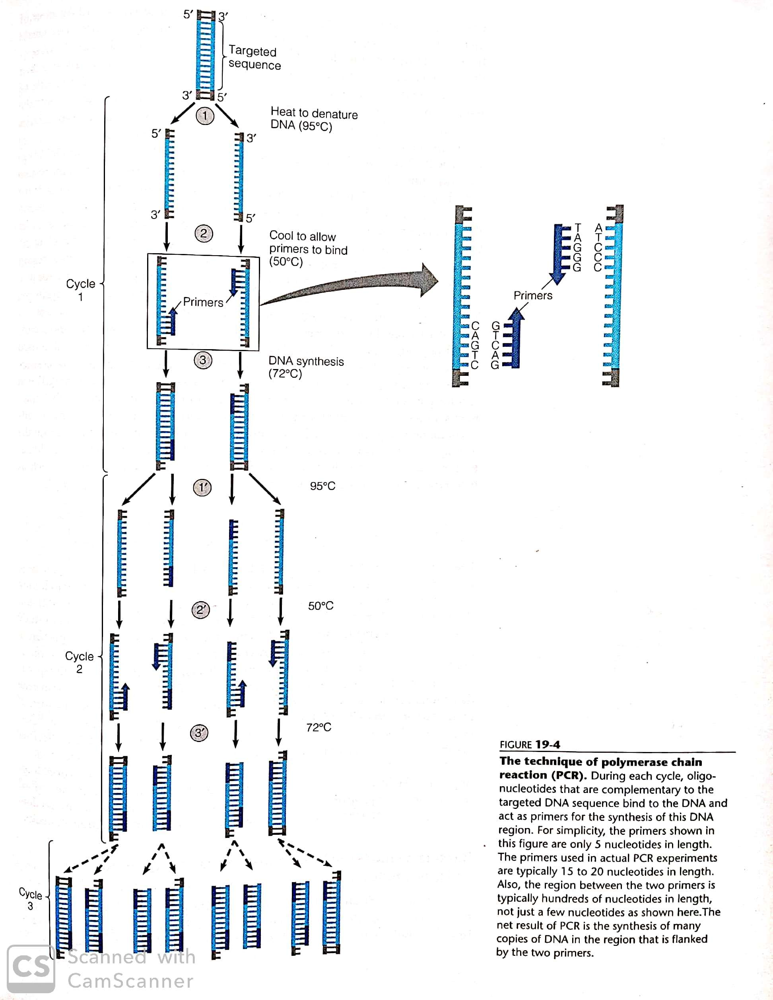 5′ 3′
Targeted
sequence
3′ 5′
1
Heat to denature
DNA (95°C)
5′ 3′
3′ 5′
2
Cool to allow
primers to bind
(50°C)
Primers
Cycle
1
3
DNA synthesis
(72°C)
T A
A T
G C
G C
G C
Primers
C G
A T
G C
T A
C G
1′
95°C
2′
50°C
Cycle
2
3′
72°C
Cycle
3
FIGURE 19-4
The technique of polymerase chain
reaction (PCR). During each cycle, oligo-
nucleotides that are complementary to the
targeted DNA sequence bind to the DNA and
act as primers for the synthesis of this DNA
region. For simplicity, the primers shown in
this figure are only 5 nucleotides in length.
The primers used in actual PCR experiments
are typically 15 to 20 nucleotides in length.
Also, the region between the two primers is
typically hundreds of nucleotides in length,
not just a few nucleotides as shown here.The
net result of PCR is the synthesis of many
copies of DNA in the region that is flanked
by the two primers.
CS
Scanned with
CamScanner